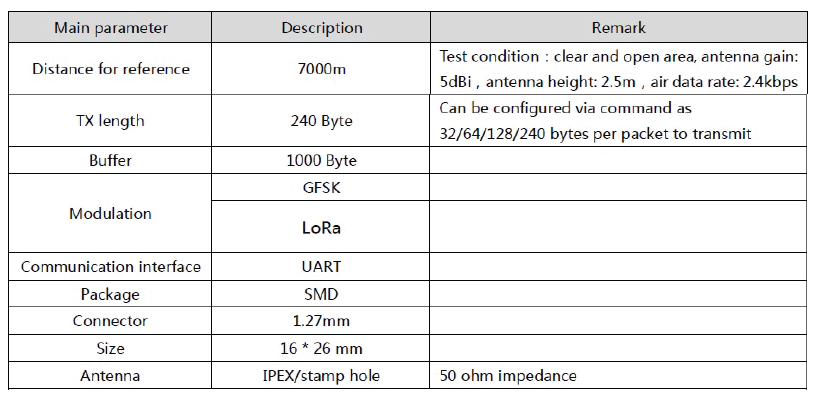 Main parameter Description Remark
Distance for reference 7000m Test condition：clear and open area, antenna gain:
5dBi，antenna height: 2.5m，air data rate: 2.4kbps
TX length 240 Byte Can be configured via command as
32/64/128/240 bytes per packet to transmit
Buffer 1000 Byte
Modulation GFSK
LoRa
Communication interface UART
Package SMD
Connector 1.27mm
Size 16 * 26 mm
Antenna IPEX/stamp hole 50 ohm impedance